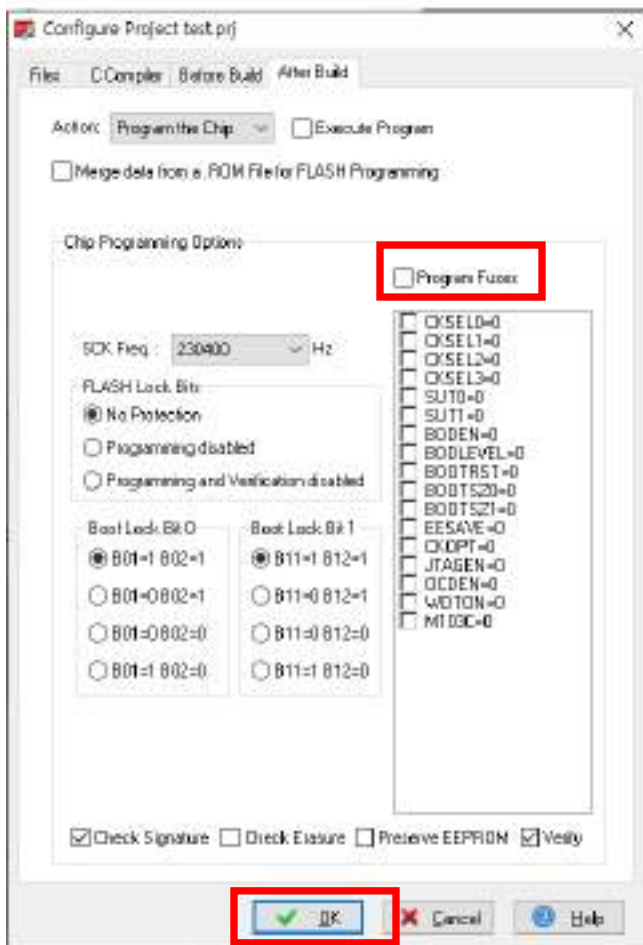 Configure Project test.prj
Files C Compiler Before Build After Build
Action: Program the Chip Execute Program
Merge data from a .ROM File for FLASH Programming
Chip Programming Options
Program Fuses
SCK Freq.: 230400 Hz
FLASH Lock Bits
No Protection
Programming disabled
Programming and Verification disabled
Boot Lock Bit 0
B01=1 B02=1
B01=0 B02=1
B01=0 B02=0
B01=1 B02=0
Boot Lock Bit 1
B11=1 B12=1
B11=0 B12=1
B11=0 B12=0
B11=1 B12=0
CKSEL0=0
CKSEL1=0
CKSEL2=0
CKSEL3=0
SUT0=0
SUT1=0
BODEN=0
BODLEVEL=0
BOOTRST=0
BOOTSZ0=0
BOOTSZ1=0
EESAVE=0
CKOPT=0
JTAGEN=0
OCDEN=0
WDTON=0
M103C=0
Check Signature Check Erasure Preserve EEPROM Verify
OK Cancel Help